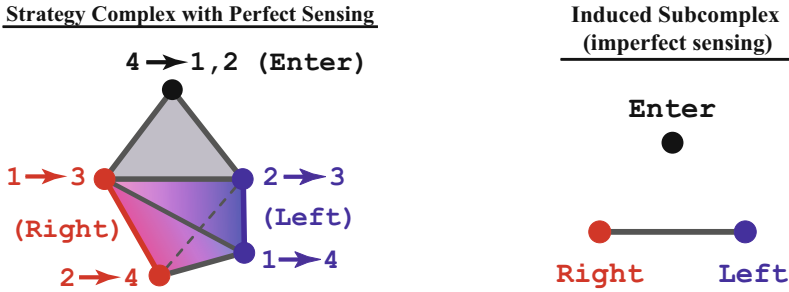 Strategy Complex with Perfect Sensing
4→1,2 (Enter)
1→3
2→3
(Right)
(Left)
1→4
2→4
Induced Subcomplex
(imperfect sensing)
Enter
Right
Left